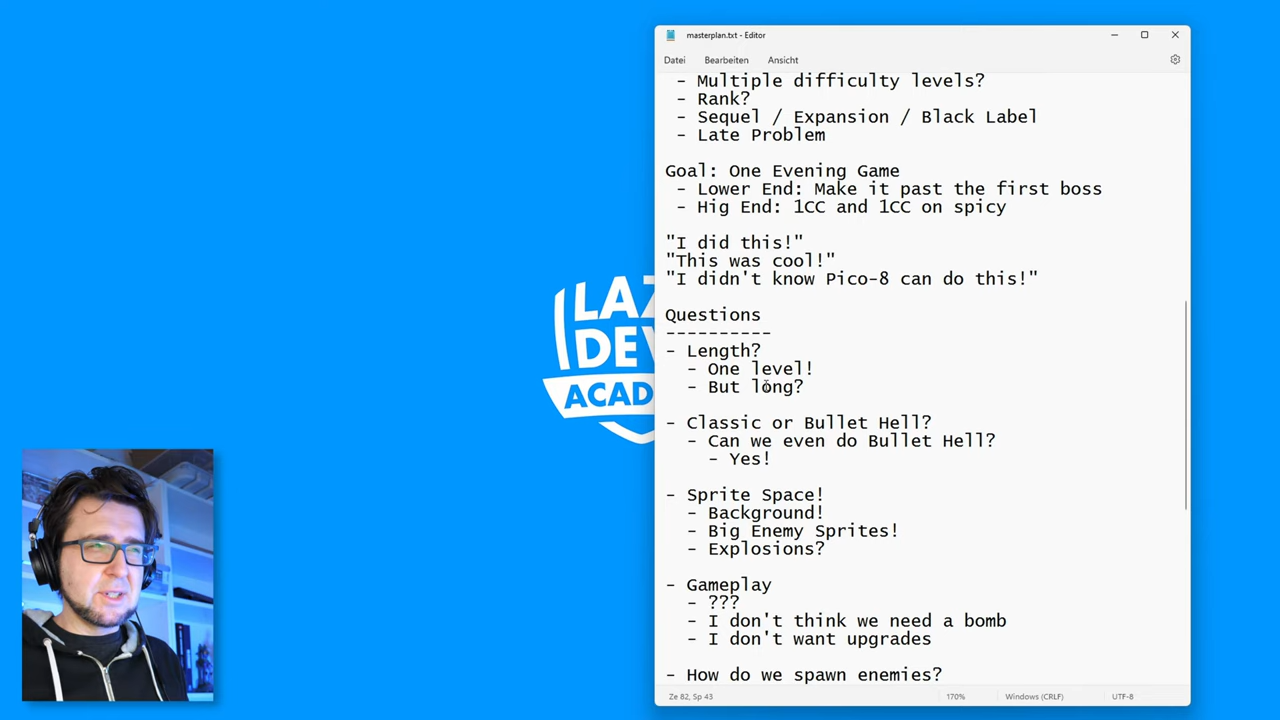 masterplan.txt - Editor
Datei Bearbeiten Ansicht
- Multiple difficulty levels?
- Rank?
- Sequel / Expansion / Black Label
- Late Problem
Goal: One Evening Game
- Lower End: Make it past the first boss
- Hig End: 1CC and 1CC on spicy
"I did this!"
"This was cool!"
"I didn't know Pico-8 can do this!"
Questions
----------
- Length?
- One level!
- But long?
- Classic or Bullet Hell?
- Can we even do Bullet Hell?
- Yes!
- Sprite Space!
- Background!
- Big Enemy Sprites!
- Explosions?
- Gameplay
- ???
- I don't think we need a bomb
- I don't want upgrades
- How do we spawn enemies?
Ze 82, Sp 43 170% Windows (CRLF) UTF-8